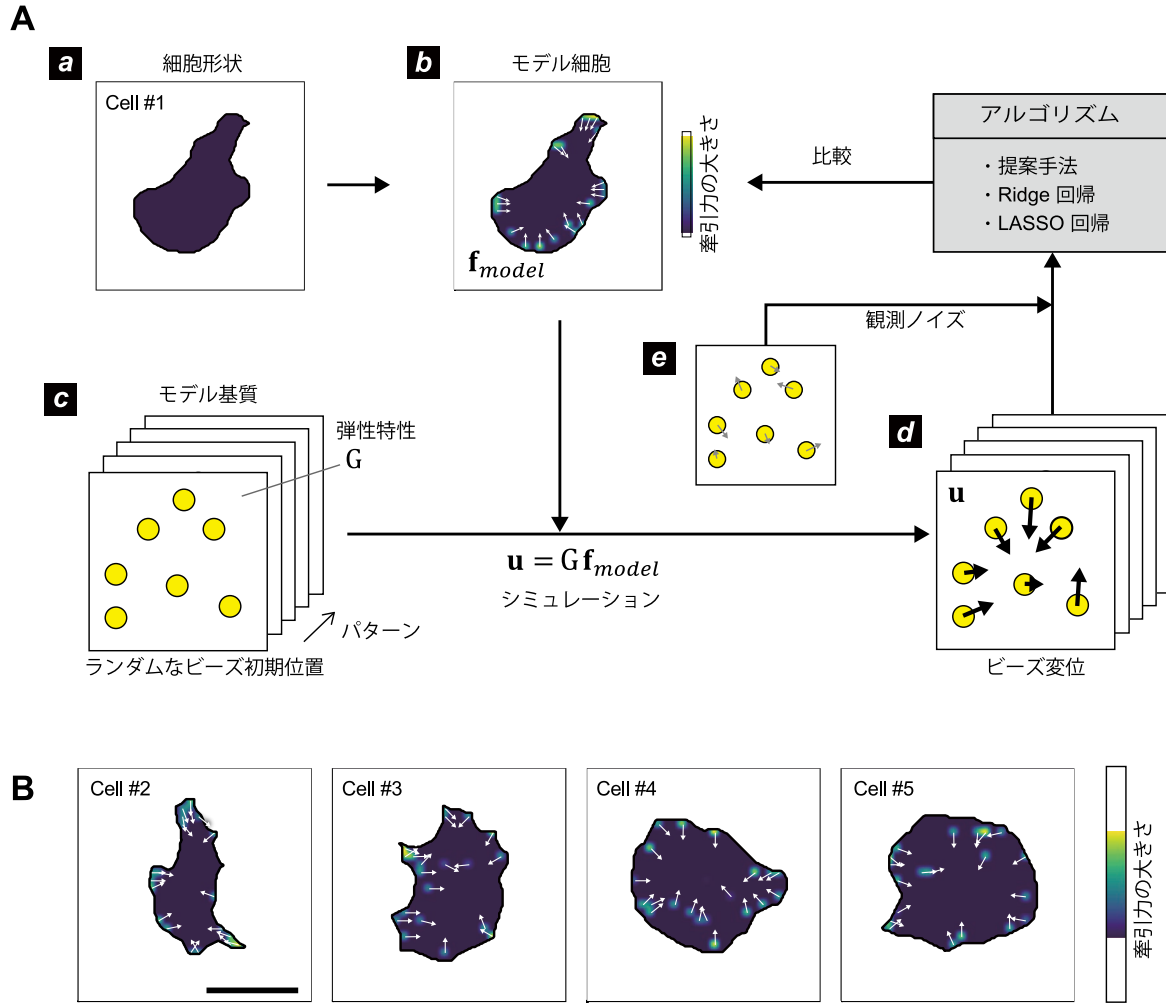 A
a
細胞形状
Cell #1
b
モデル細胞
f_model
牽引力の大きさ
比較
アルゴリズム
・提案手法
・Ridge 回帰
・LASSO 回帰
観測ノイズ
e
c
モデル基質
弾性特性
G
パターン
ランダムなビーズ初期位置
u = G f_model
シミュレーション
d
u
ビーズ変位
B
Cell #2
Cell #3
Cell #4
Cell #5
牽引力の大きさ